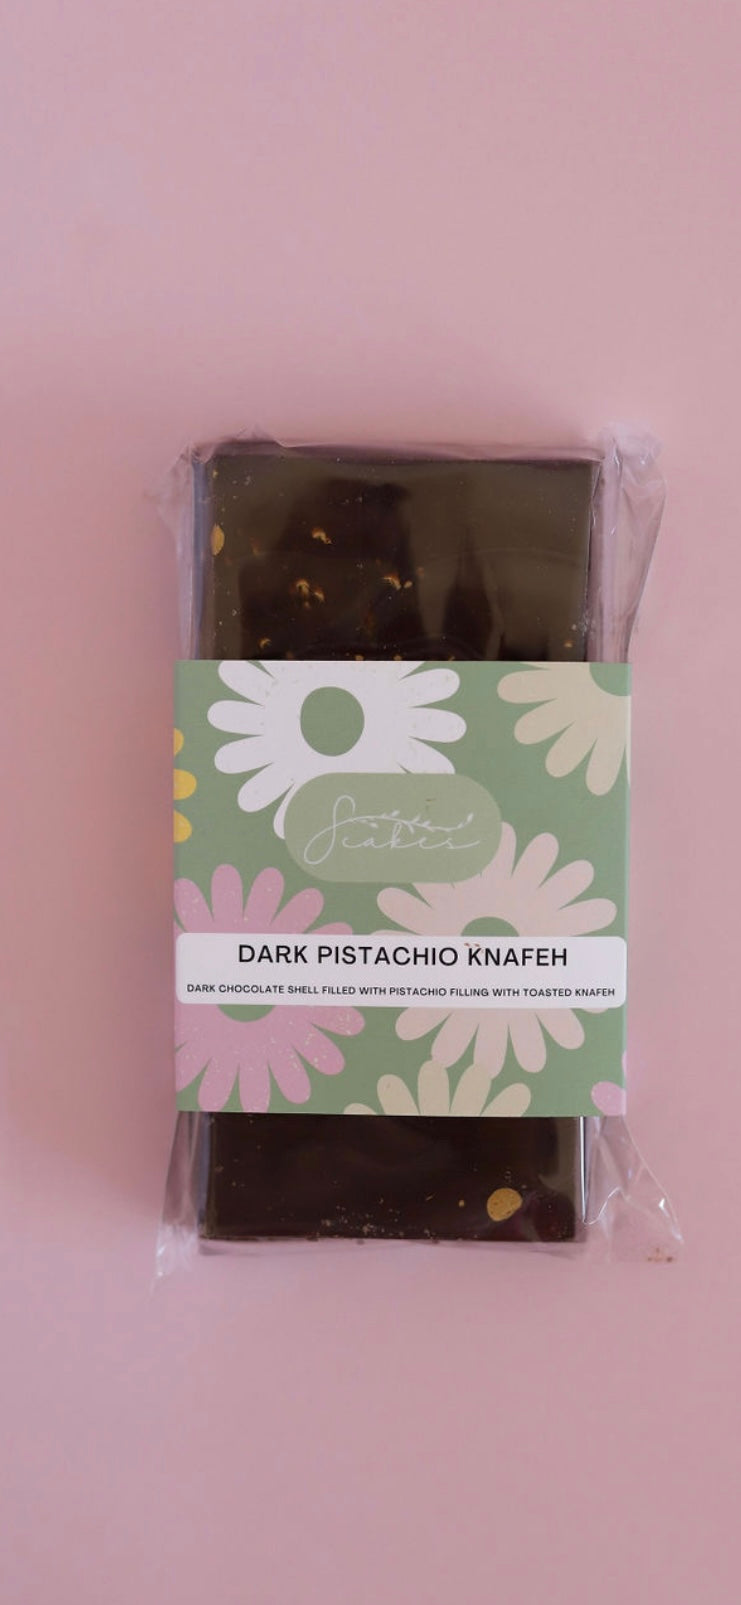 Scakes
DARK PISTACHIO KNAFEH
DARK CHOCOLATE SHELL FILLED WITH PISTACHIO FILLING WITH TOASTED KNAFEH